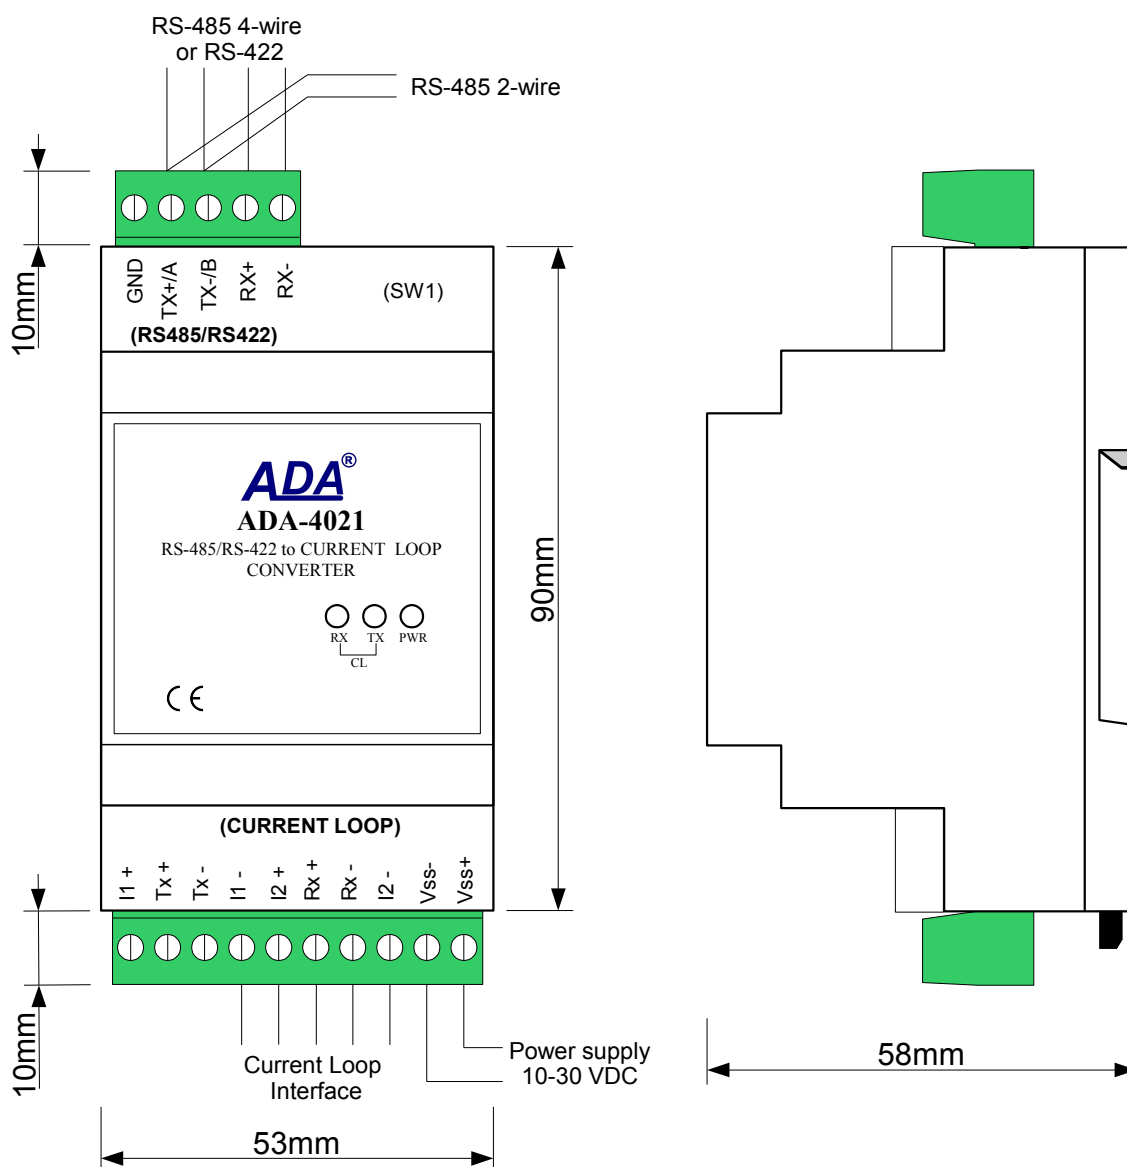 RS-485 4-wire
or RS-422
RS-485 2-wire
10mm
GND
TX+/A
TX-/B
RX+
RX-
(SW1)
(RS485/RS422)
ADA®
ADA-4021
RS-485/RS-422 to CURRENT LOOP
CONVERTER
RX TX PWR
CL
CE
90mm
(CURRENT LOOP)
I1 +
Tx +
Tx -
I1 -
I2 +
Rx +
Rx -
I2 -
Vss-
Vss+
10mm
Current Loop
Interface
Power supply
10-30 VDC
53mm
58mm